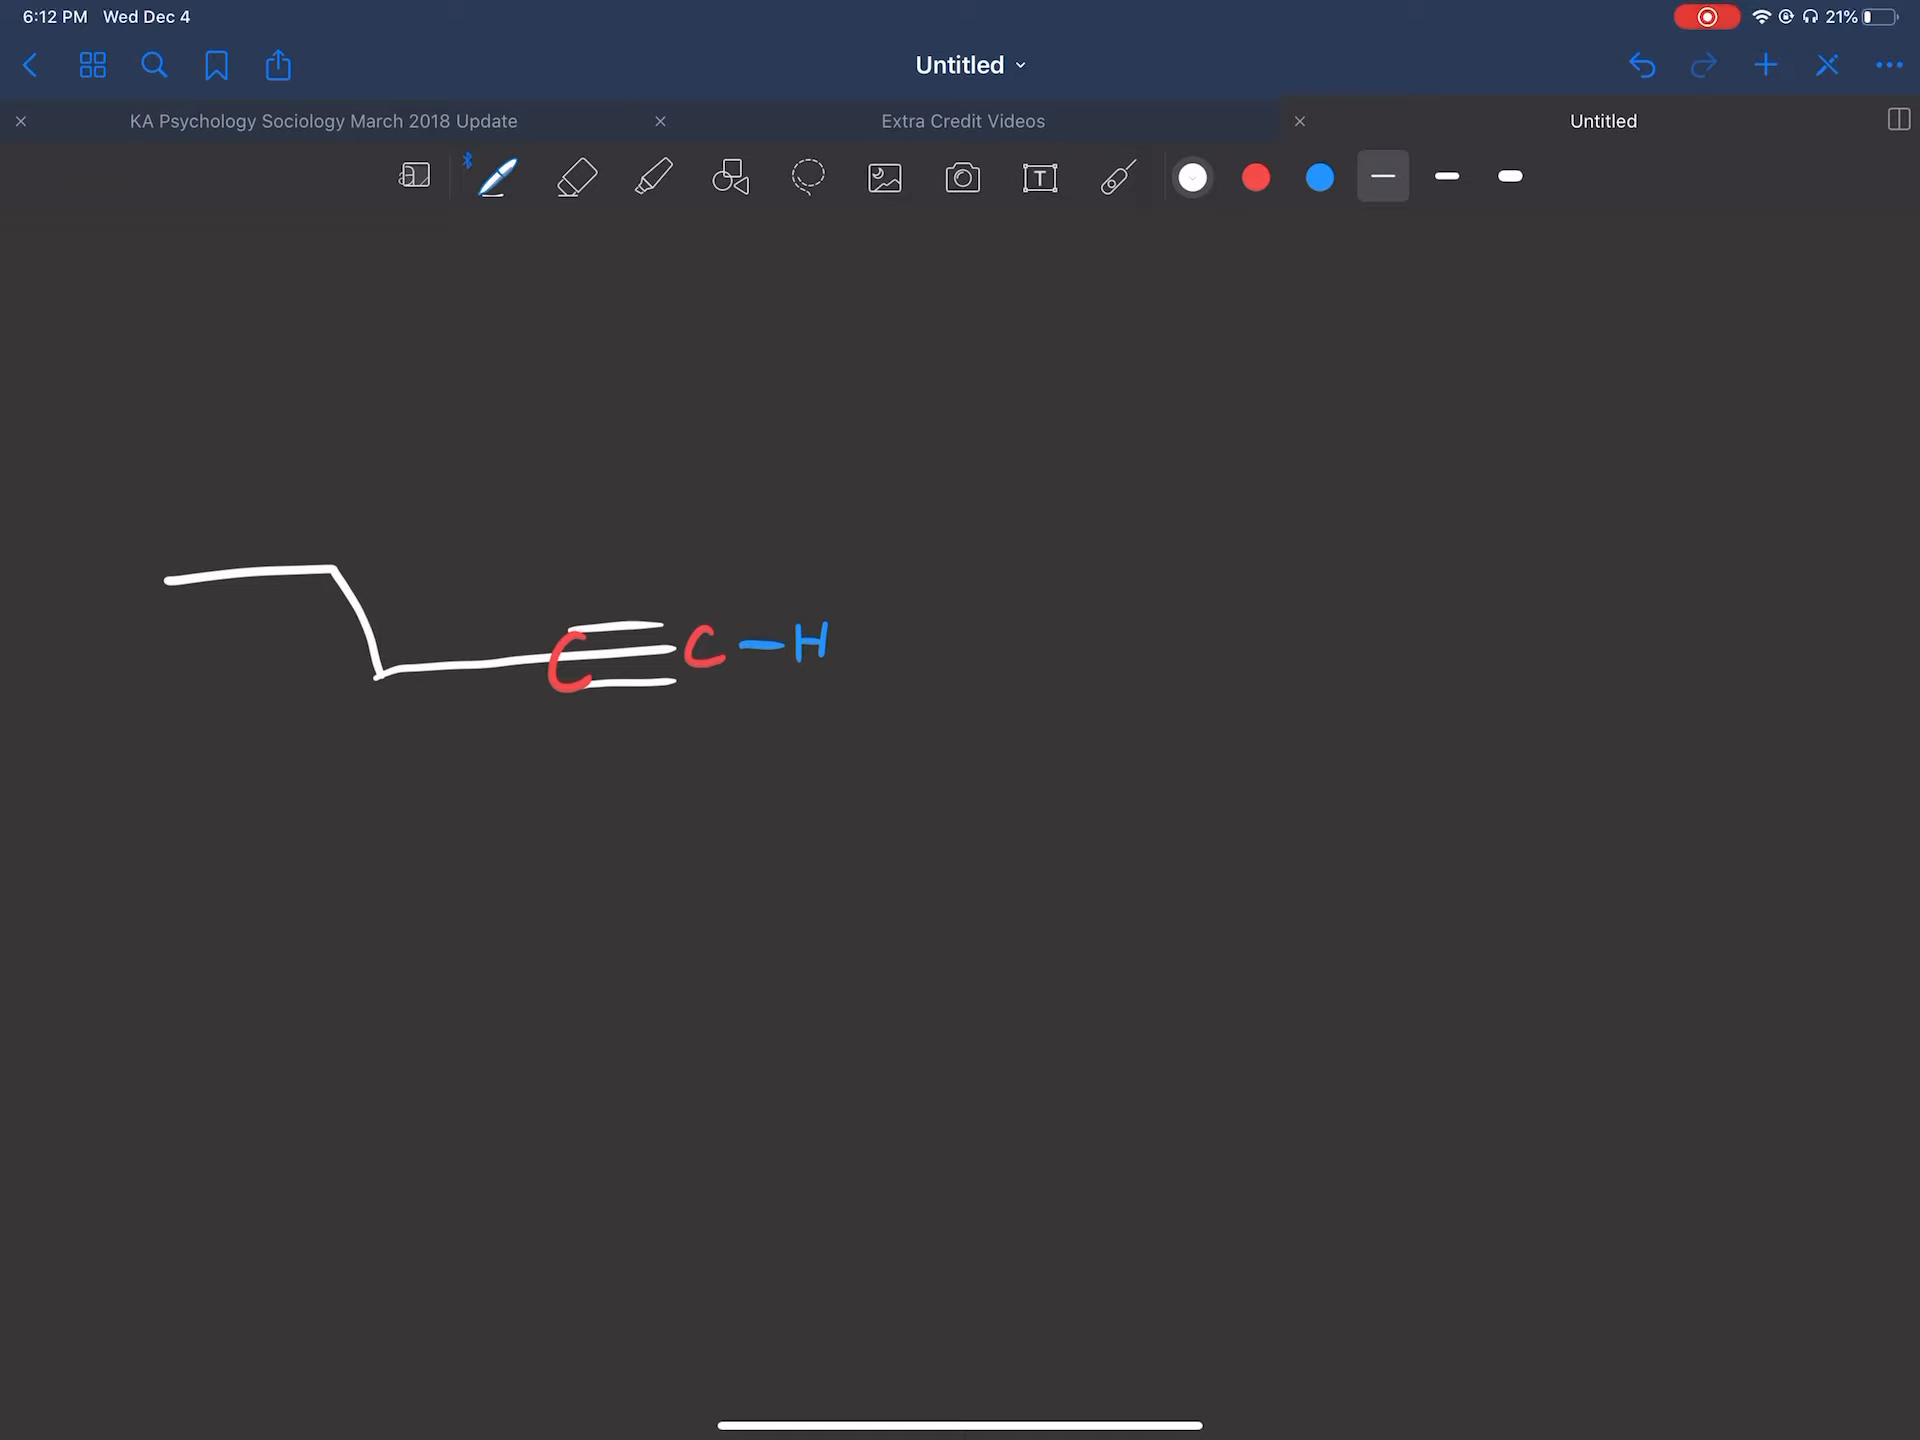 6:12 PM Wed Dec 4 21%
Untitled
KA Psychology Sociology March 2018 Update Extra Credit Videos Untitled
T
C≡C-H